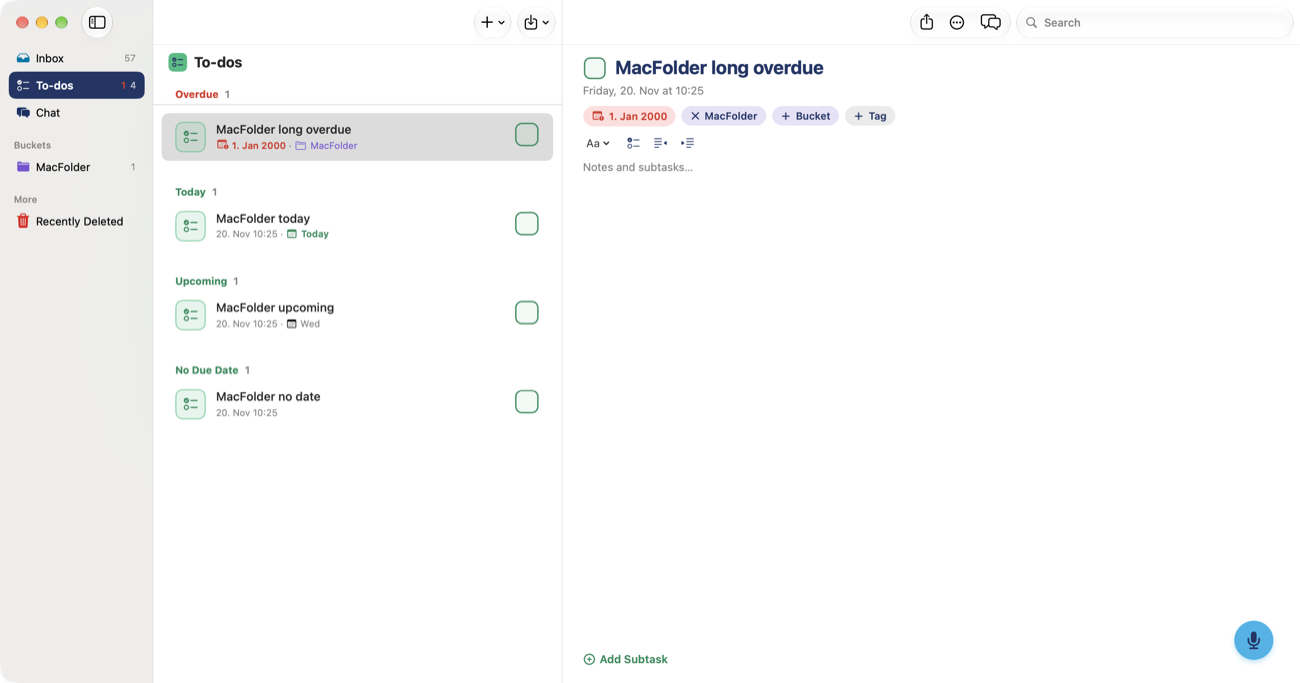 Search
Inbox 57
To-dos 1 4
Chat
Buckets
MacFolder 1
More
Recently Deleted
To-dos
Overdue 1
MacFolder long overdue
1. Jan 2000 · MacFolder
Today 1
MacFolder today
20. Nov 10:25 · Today
Upcoming 1
MacFolder upcoming
20. Nov 10:25 · Wed
No Due Date 1
MacFolder no date
20. Nov 10:25
MacFolder long overdue
Friday, 20. Nov at 10:25
1. Jan 2000 MacFolder + Bucket + Tag
Aa
Notes and subtasks...
Add Subtask